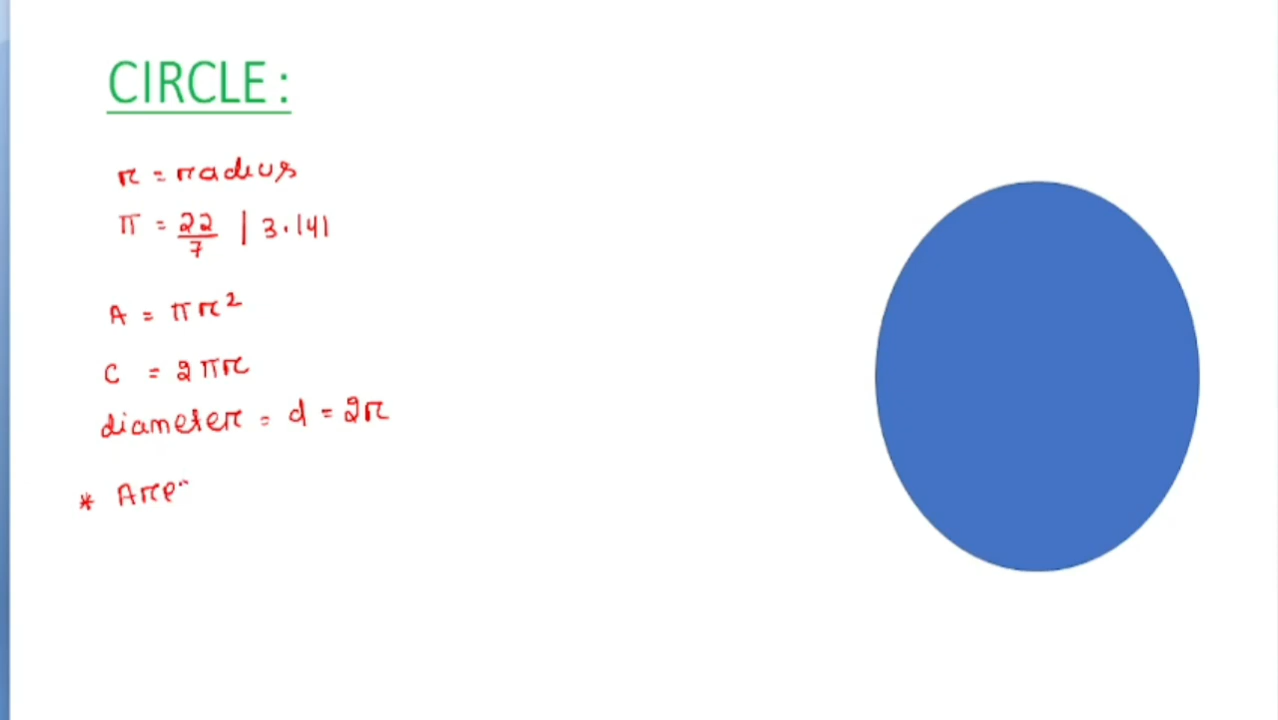 CIRCLE :
r = radius
π = 22/7 | 3.141
A = πr²
C = 2πr
diameter = d = 2r
* Are